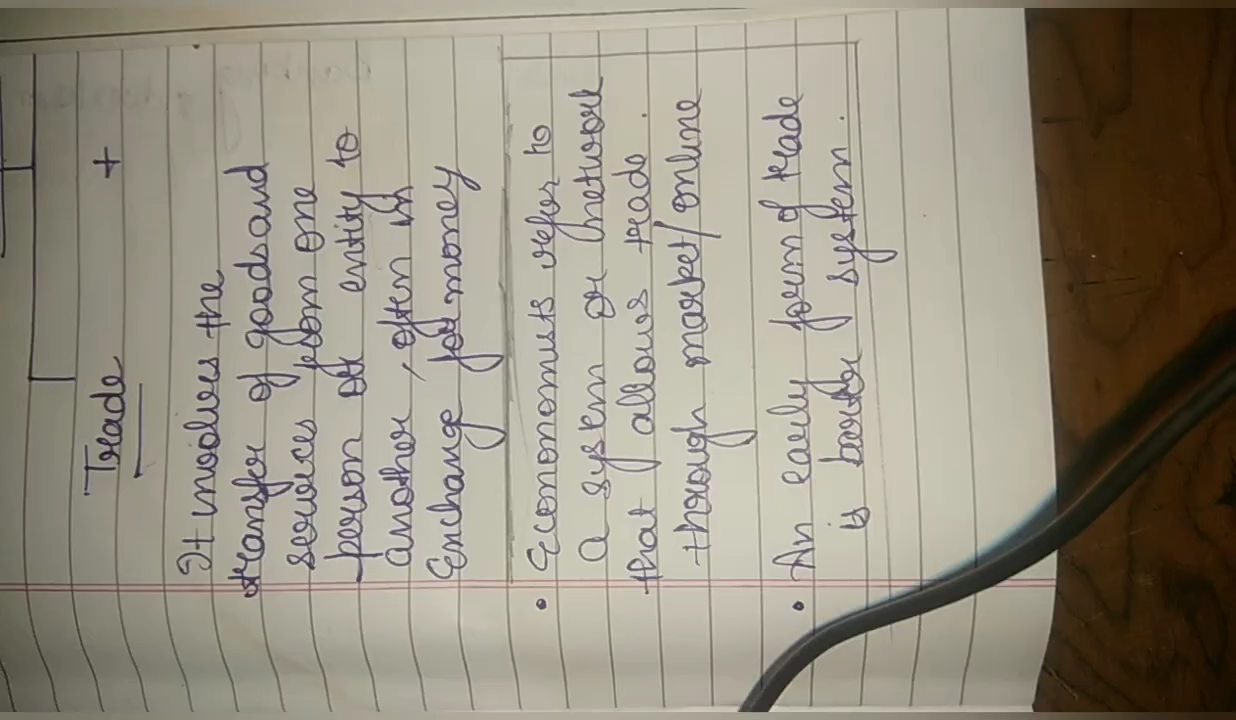 Trade +
It involves the
transfer of goods and
services from one
person or entity to
another, often in
Exchange for money
• Economists refer to
a system or network
that allows trade
through market/online
• An early form of trade
is barter system.